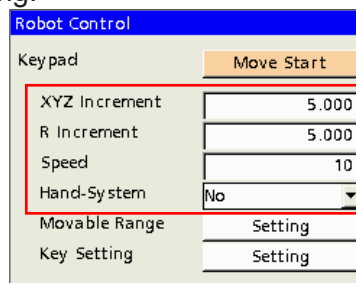 ng.
Robot Control
Keypad Move Start
XYZ Increment 5.000
R Increment 5.000
Speed 10
Hand-System No
Movable Range Setting
Key Setting Setting